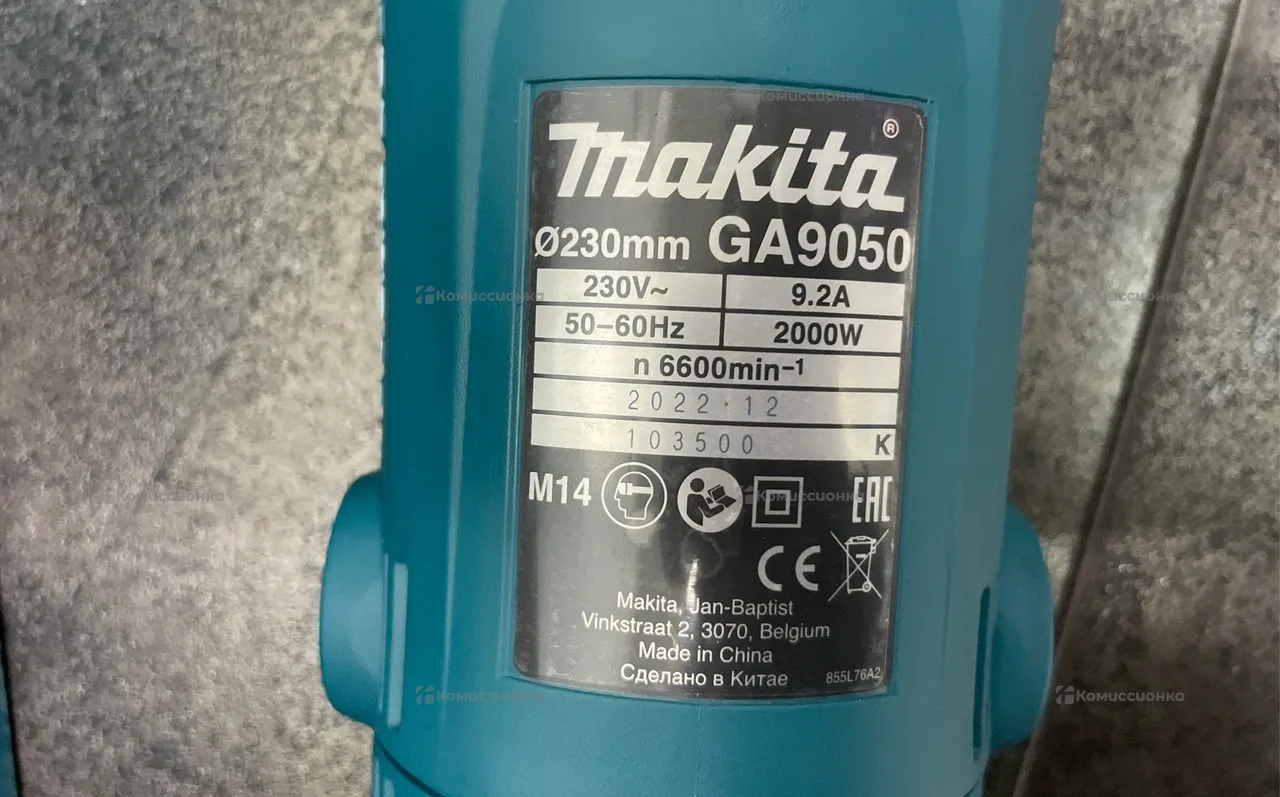 Комиссионка
makita®
Ø230mm GA9050
230V~ 9.2A
Комиссионка
Комиссионка
50–60Hz 2000W
n 6600min⁻¹
2022·12
103500 K
M14 EAC
Комиссионка
Комиссионка
CE
Makita, Jan-Baptist
Vinkstraat 2, 3070, Belgium
Made in China
Сделано в Китае 855L76A2
Комиссионка
Комиссионка